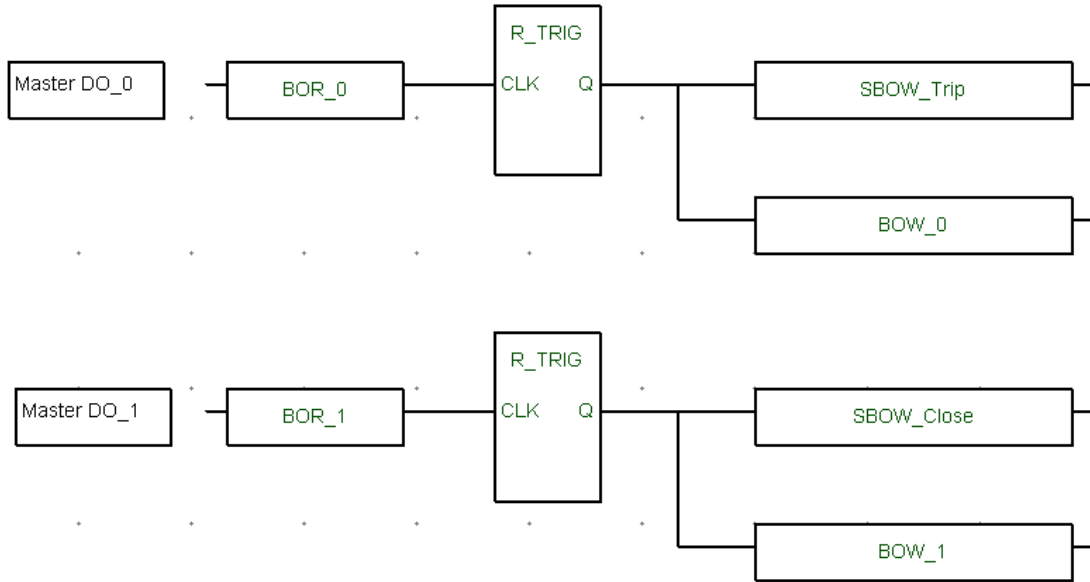 R_TRIG
Master DO_0
BOR_0
CLK Q
SBOW_Trip
BOW_0
R_TRIG
Master DO_1
BOR_1
CLK Q
SBOW_Close
BOW_1